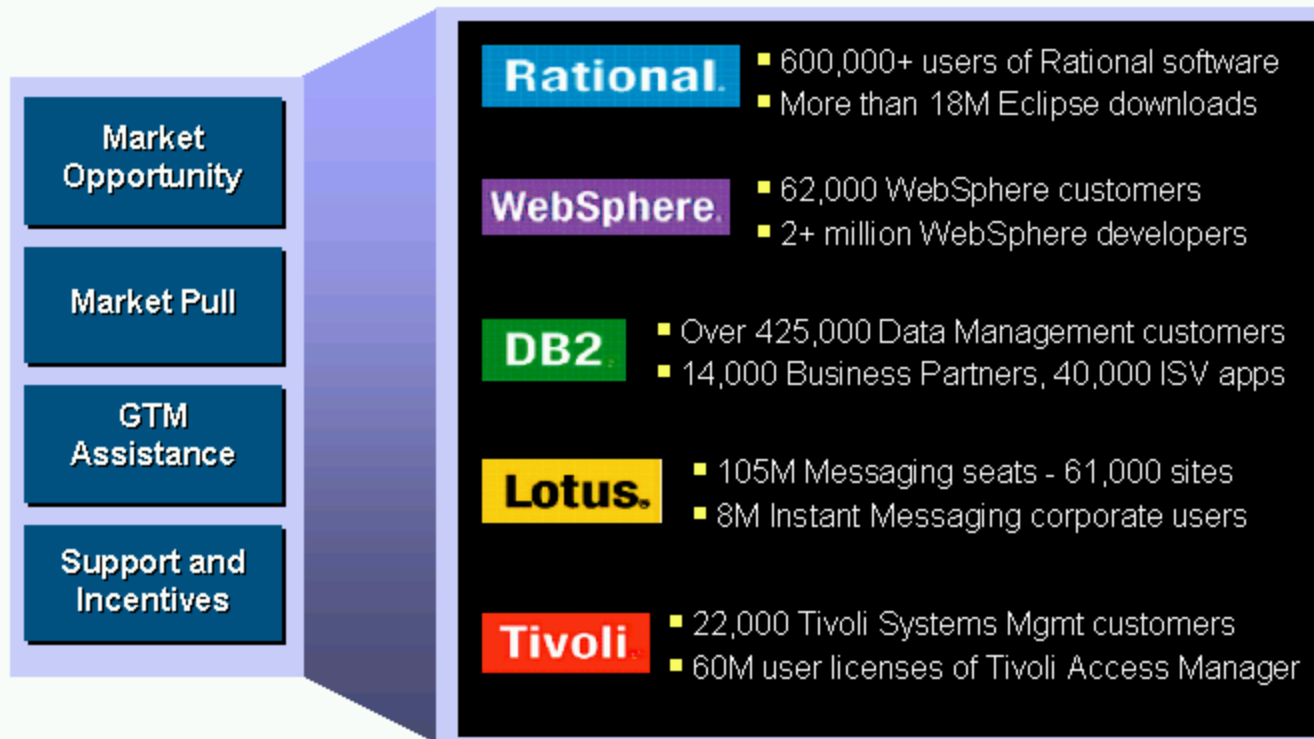 Market
Opportunity
Market Pull
GTM
Assistance
Support and
Incentives
Rational.
▪ 600,000+ users of Rational software
▪ More than 18M Eclipse downloads
WebSphere.
▪ 62,000 WebSphere customers
▪ 2+ million WebSphere developers
DB2.
▪ Over 425,000 Data Management customers
▪ 14,000 Business Partners, 40,000 ISV apps
Lotus.
▪ 105M Messaging seats - 61,000 sites
▪ 8M Instant Messaging corporate users
Tivoli.
▪ 22,000 Tivoli Systems Mgmt customers
▪ 60M user licenses of Tivoli Access Manager